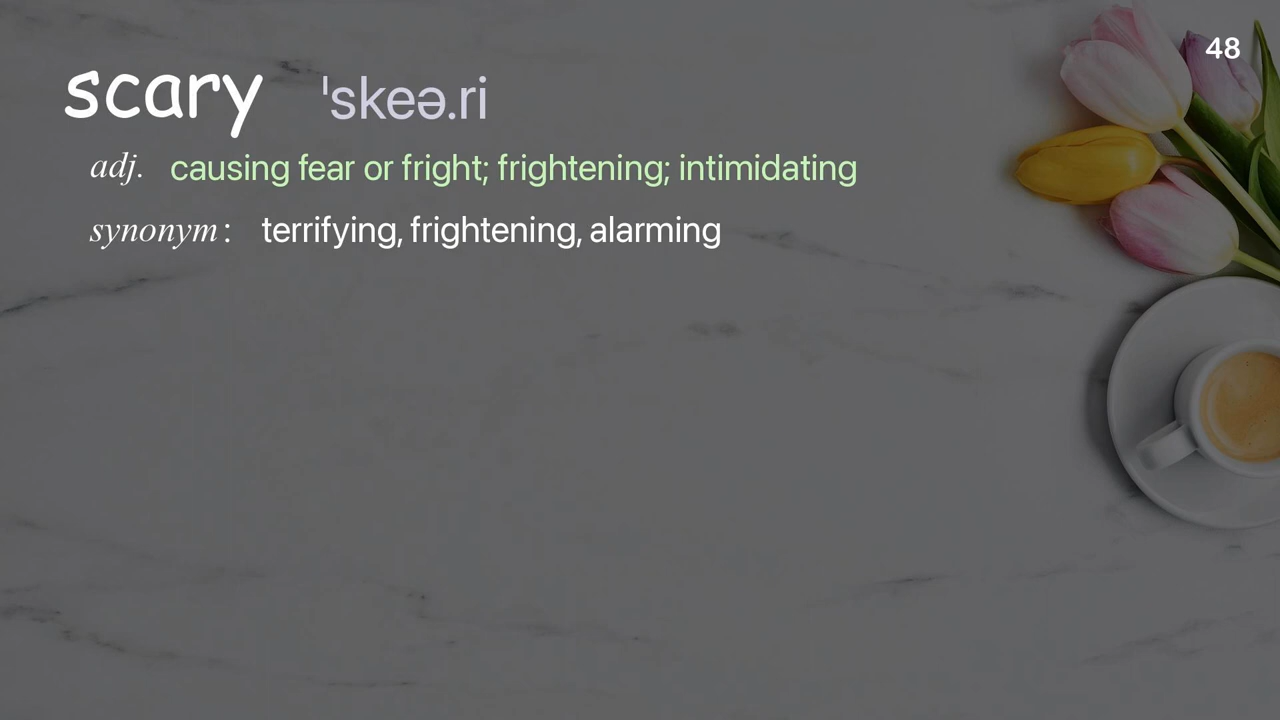 48
scary ˈskeə.ri
adj. causing fear or fright; frightening; intimidating
synonym: terrifying, frightening, alarming